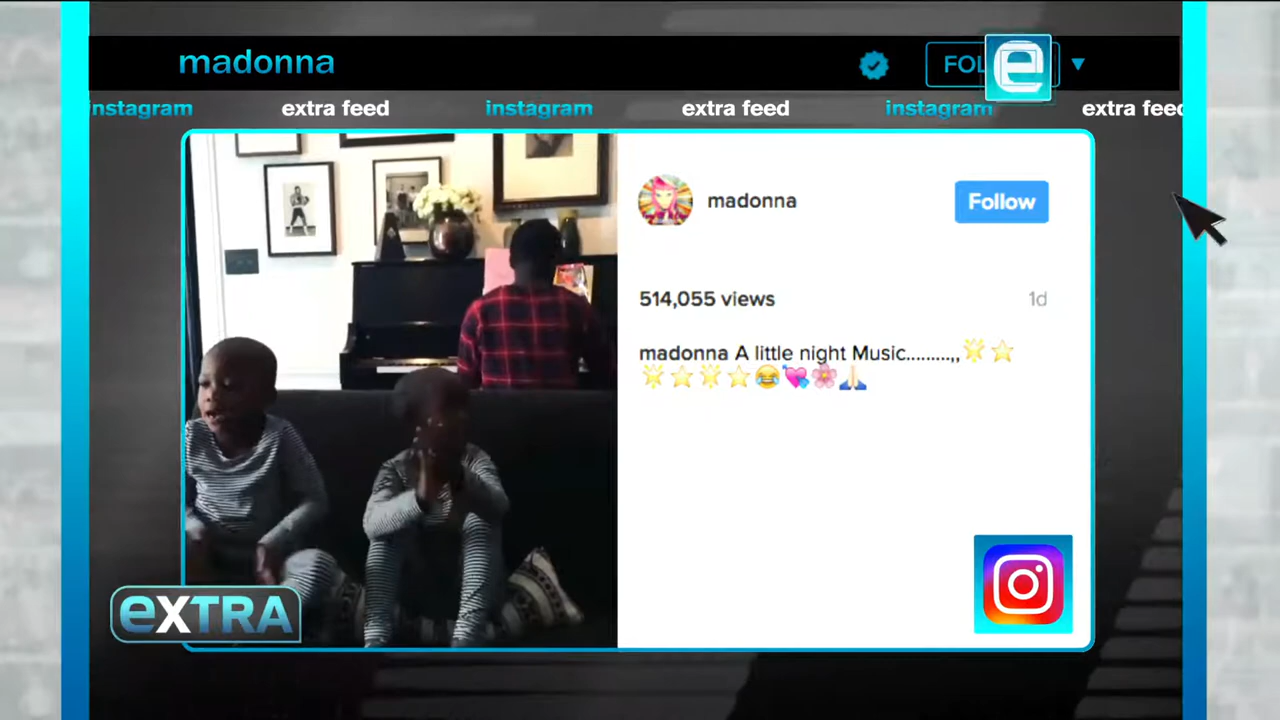 madonna
FOL
e
instagram extra feed instagram extra feed instagram extra feed
madonna
Follow
514,055 views
1d
madonna A little night Music.........,,🌟⭐
🌟⭐🌟⭐😂💘🌸🙏🏻
eXTRA